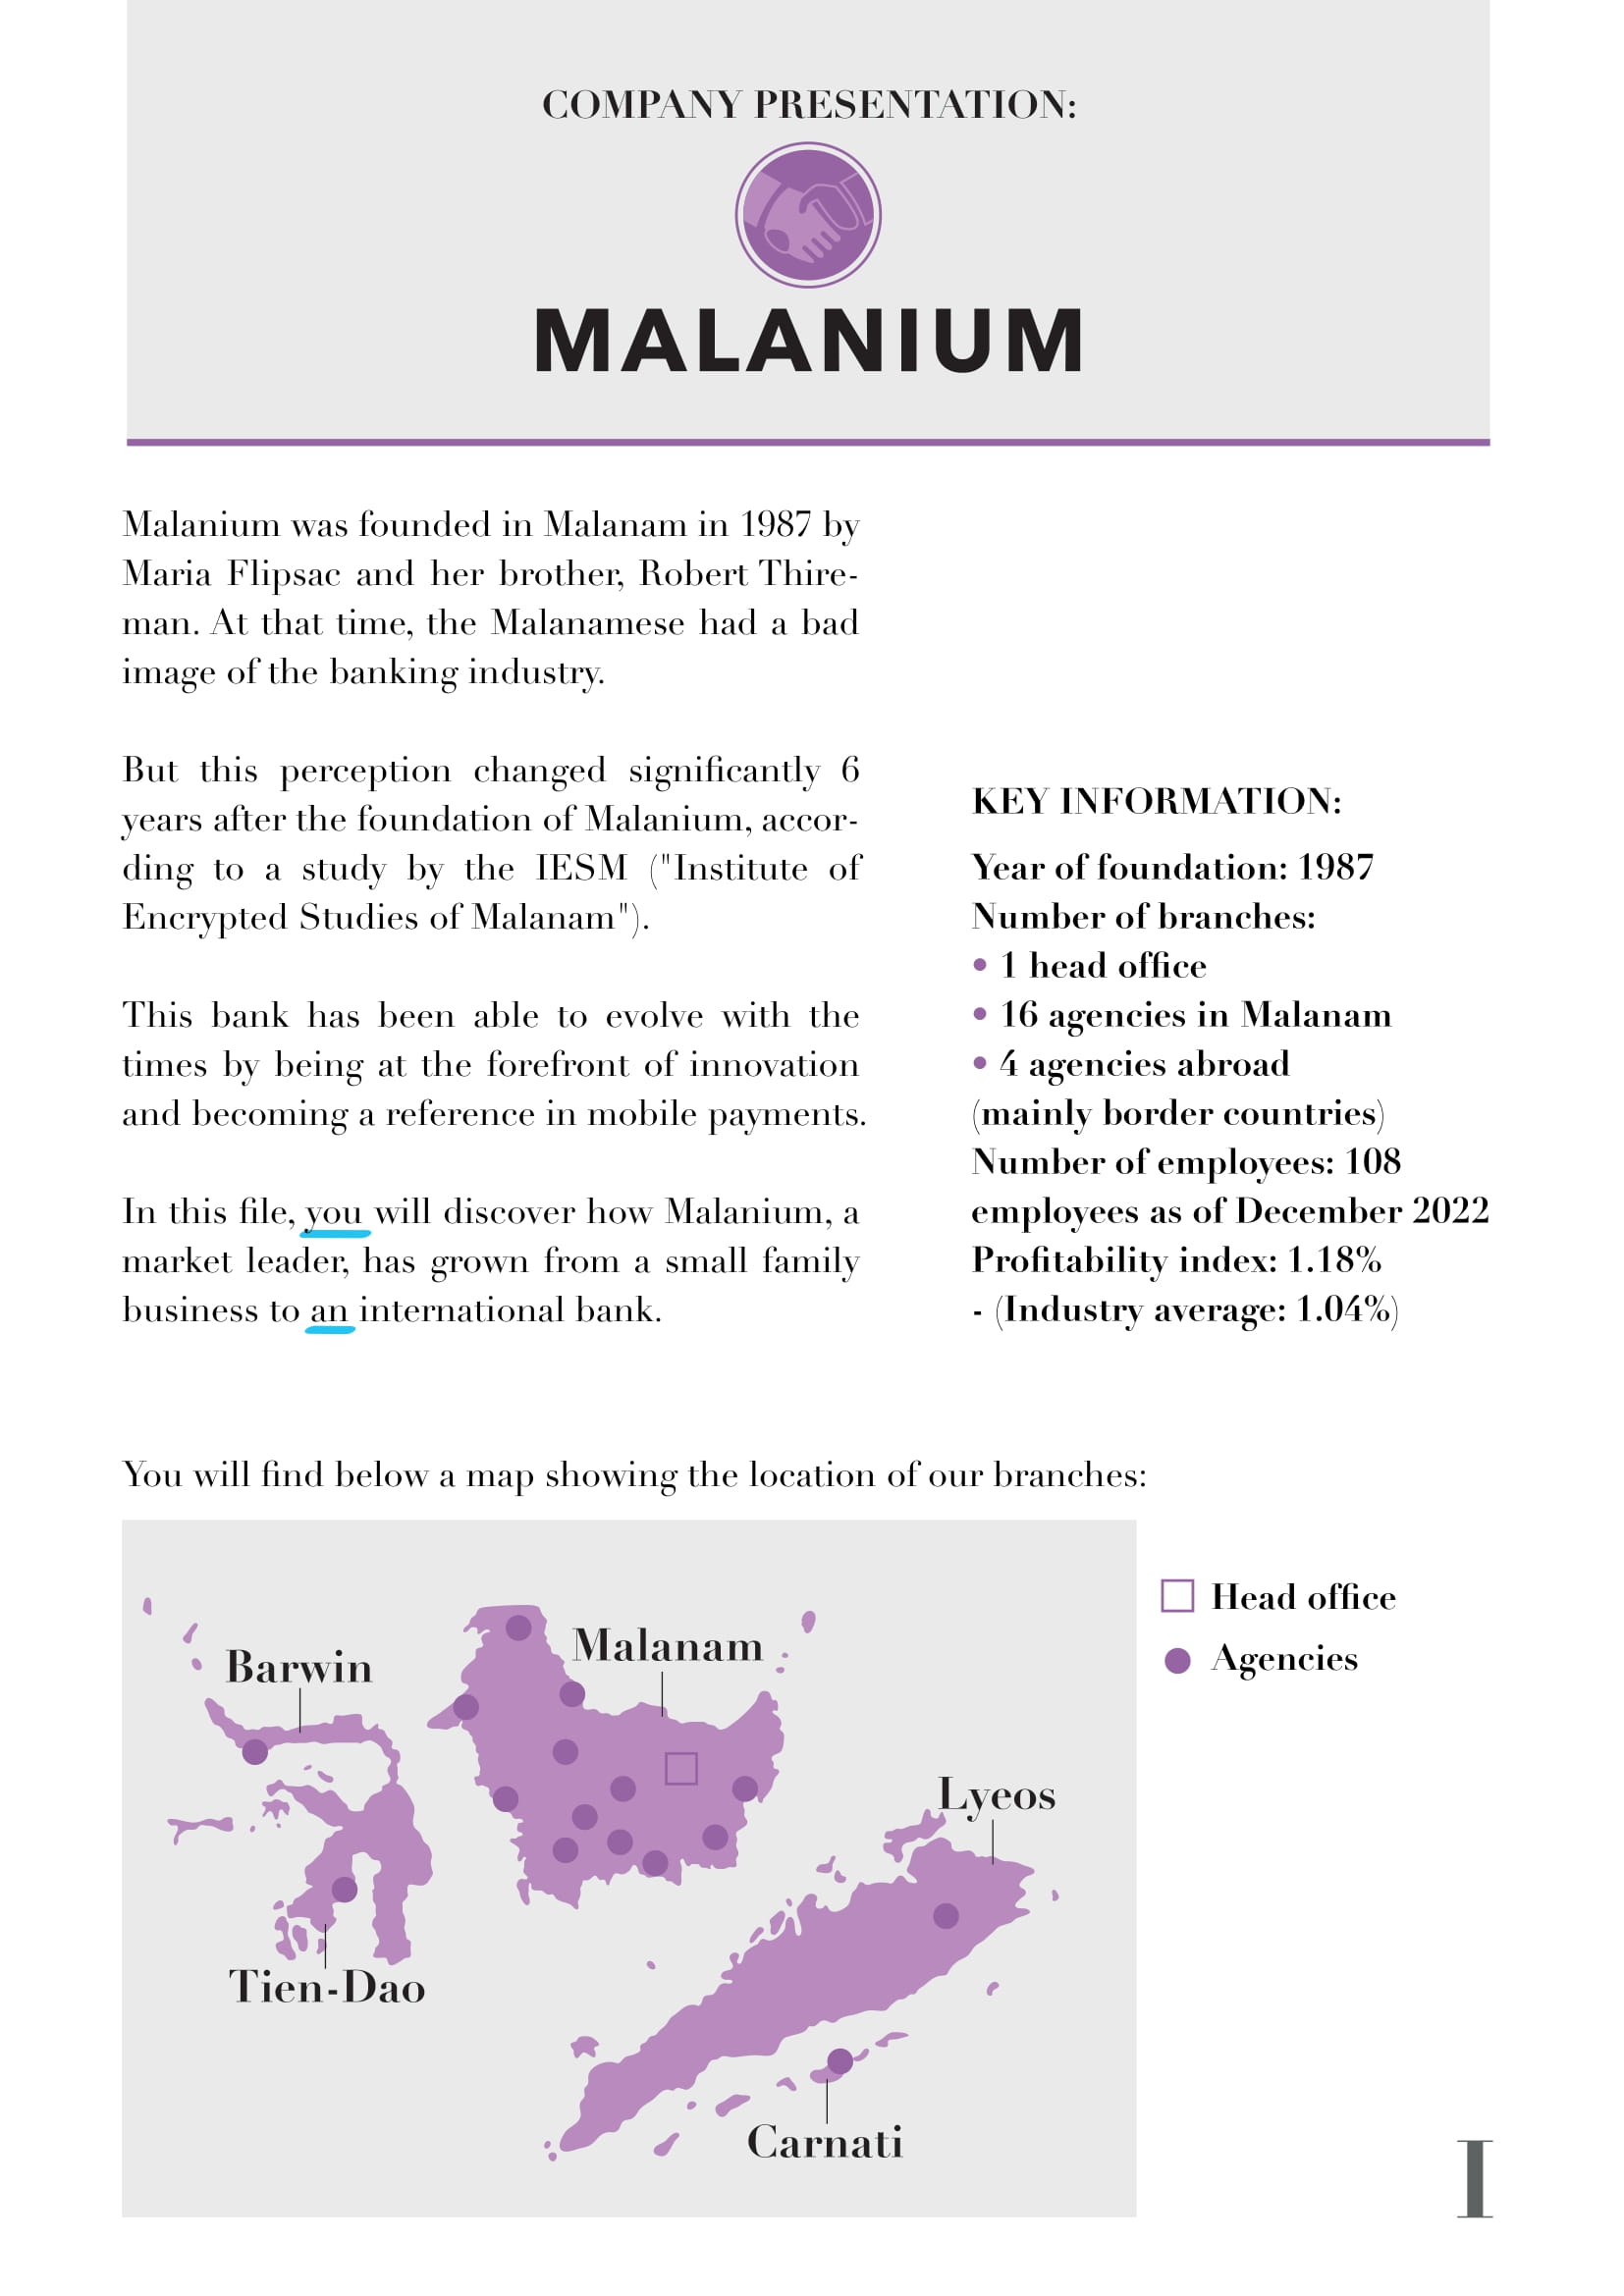 COMPANY PRESENTATION:
MALANIUM
Malanium was founded in Malanam in 1987 by
Maria Flipsac and her brother, Robert Thire-
man. At that time, the Malanamese had a bad
image of the banking industry.
But this perception changed significantly 6
years after the foundation of Malanium, accor-
ding to a study by the IESM ("Institute of
Encrypted Studies of Malanam").
This bank has been able to evolve with the
times by being at the forefront of innovation
and becoming a reference in mobile payments.
In this file, you will discover how Malanium, a
market leader, has grown from a small family
business to an international bank.
KEY INFORMATION:
Year of foundation: 1987
Number of branches:
• 1 head office
• 16 agencies in Malanam
• 4 agencies abroad
(mainly border countries)
Number of employees: 108
employees as of December 2022
Profitability index: 1.18%
- (Industry average: 1.04%)
You will find below a map showing the location of our branches:
Barwin
Malanam
Lyeos
Tien-Dao
Carnati
Head office
Agencies
I